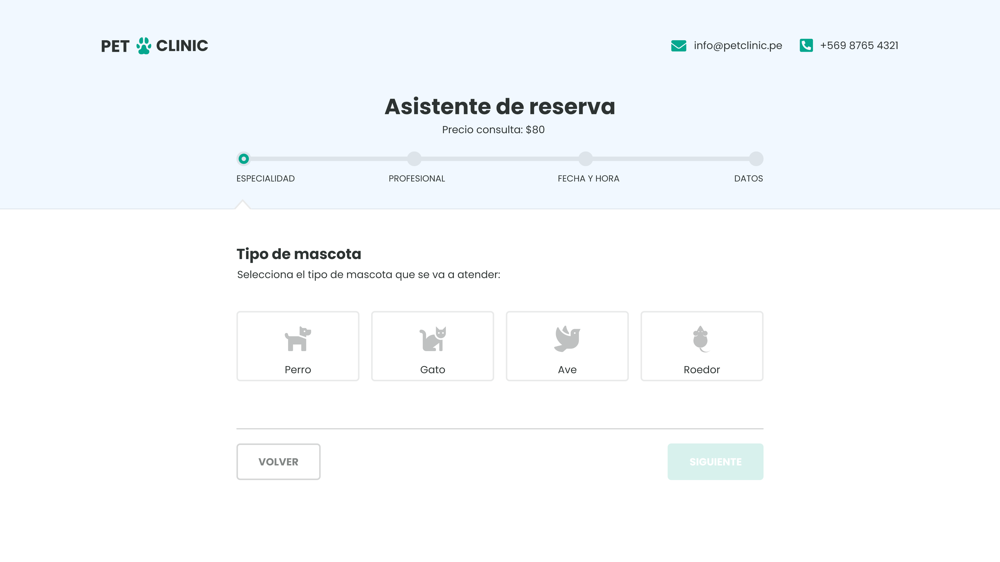 PET CLINIC
info@petclinic.pe
+569 8765 4321
Asistente de reserva
Precio consulta: $80
ESPECIALIDAD
PROFESIONAL
FECHA Y HORA
DATOS
Tipo de mascota
Selecciona el tipo de mascota que se va a atender:
Perro
Gato
Ave
Roedor
VOLVER
SIGUIENTE